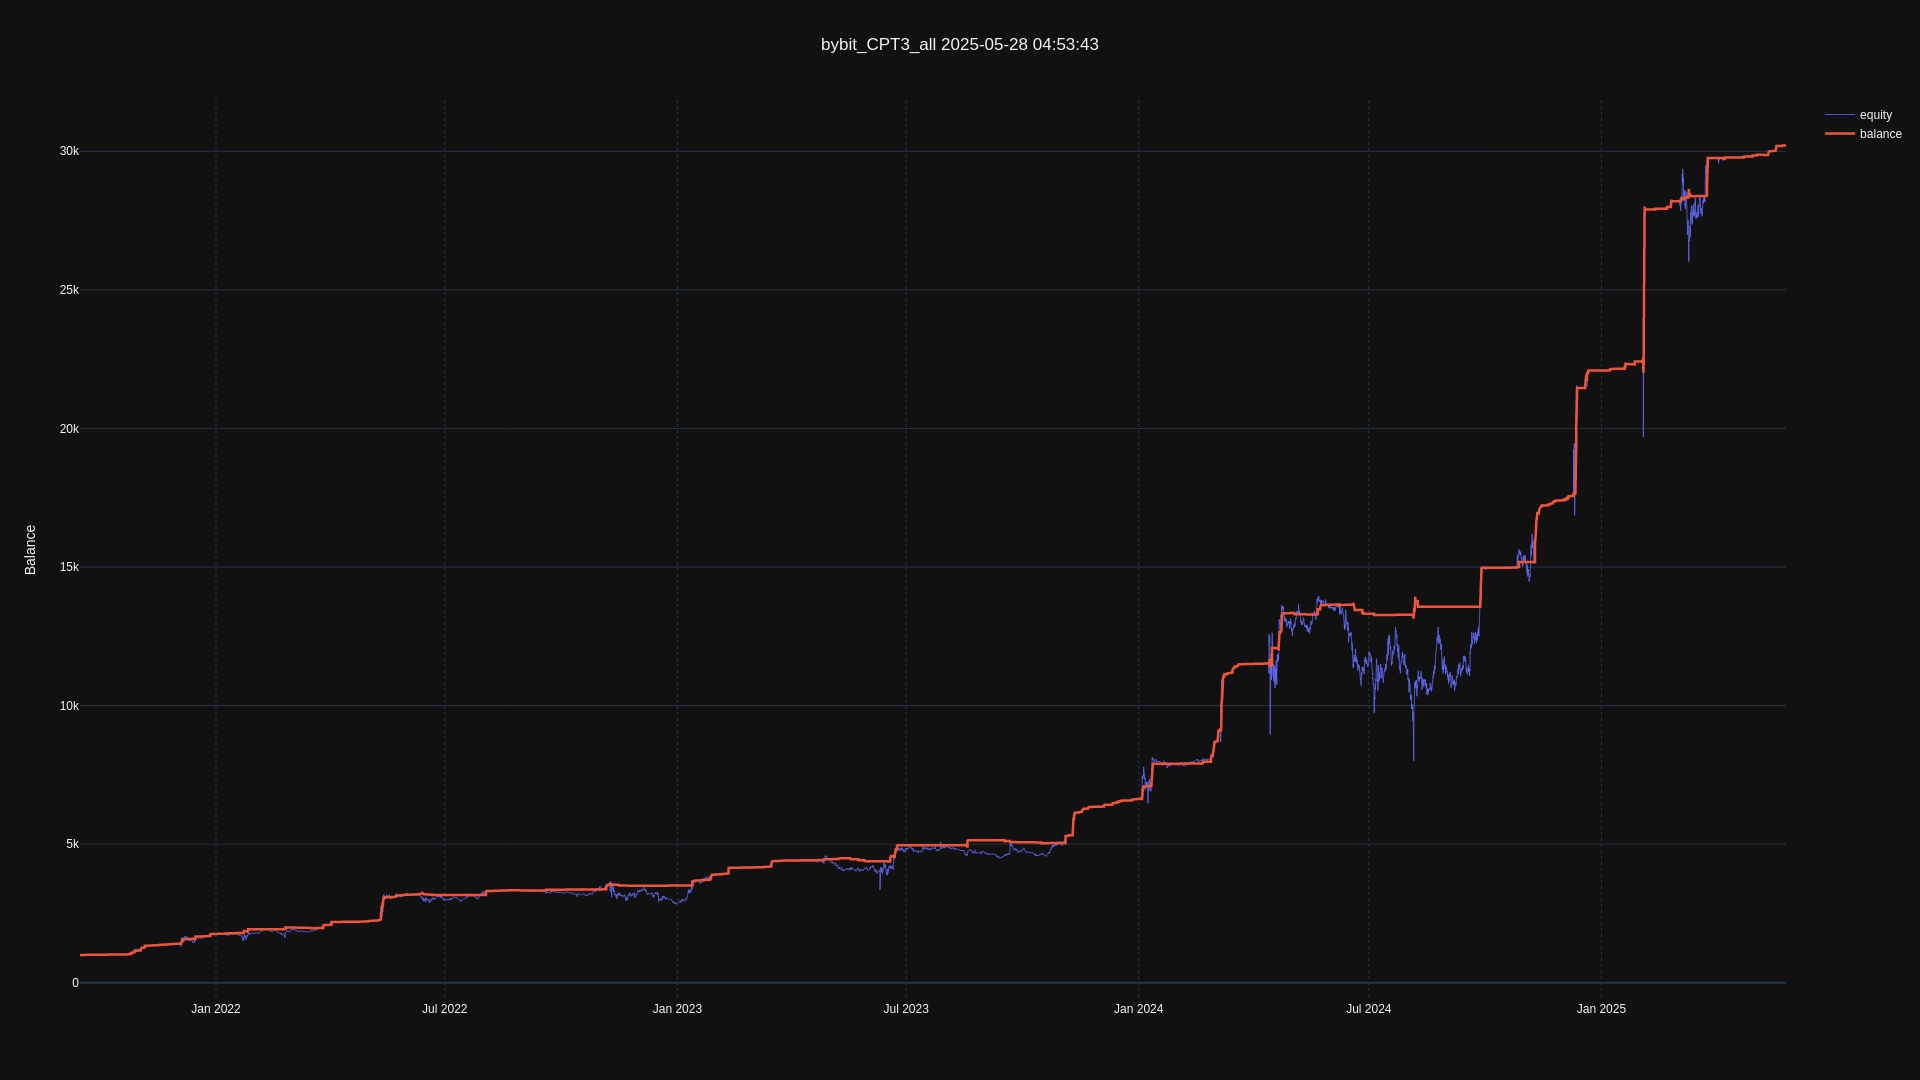 bybit_CPT3_all 2025-05-28 04:53:43
equity
balance
30k
25k
20k
15k
10k
5k
0
Balance
Jan 2022
Jul 2022
Jan 2023
Jul 2023
Jan 2024
Jul 2024
Jan 2025